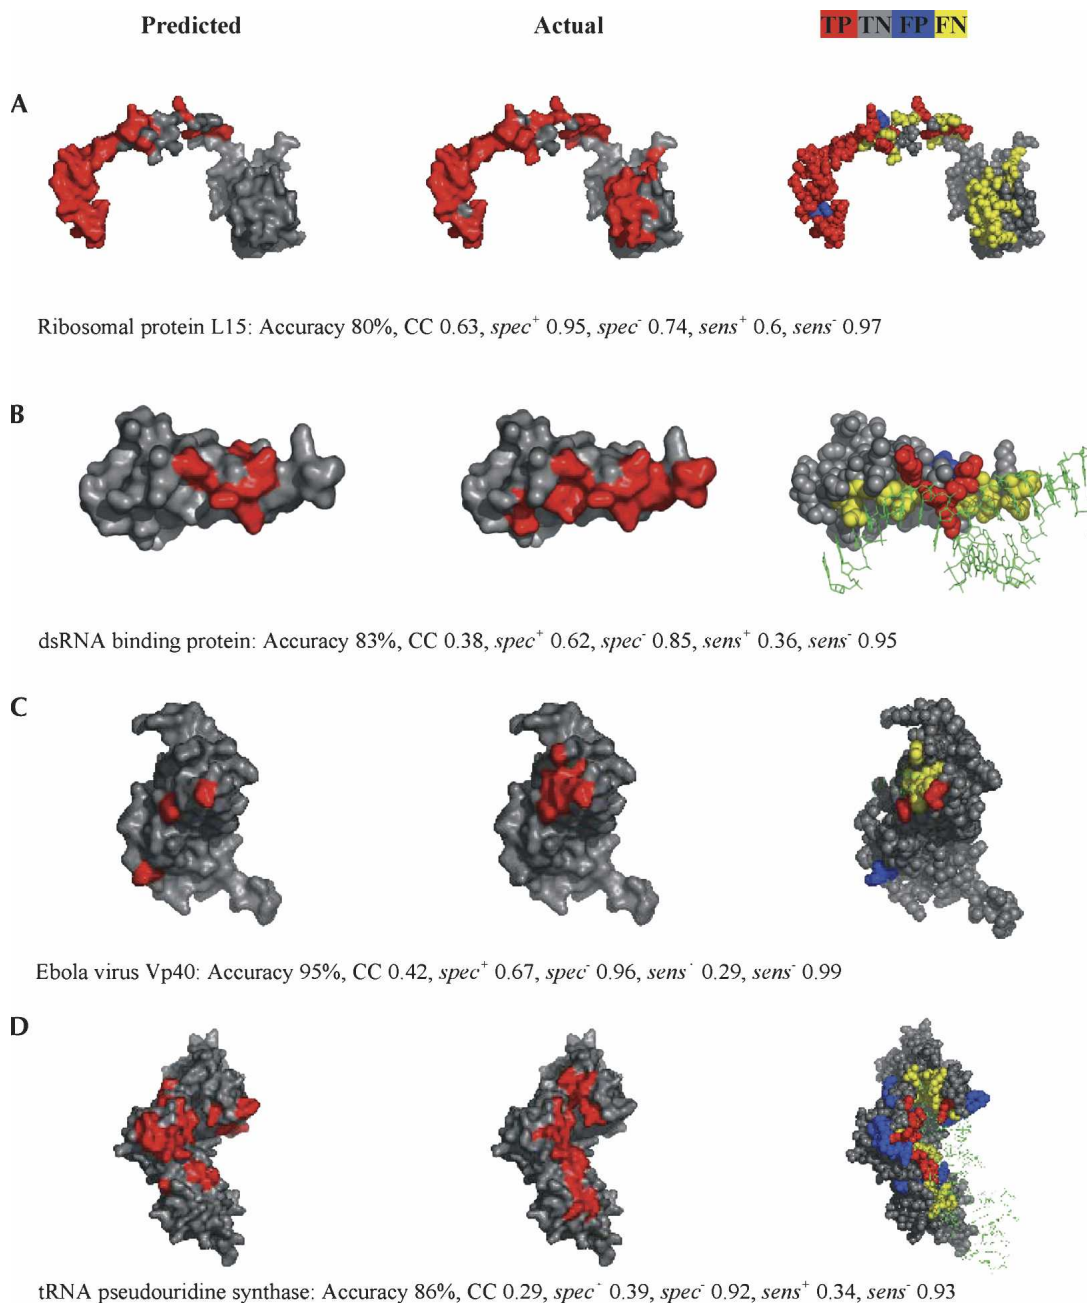 Predicted Actual TP TN FP FN
A
Ribosomal protein L15: Accuracy 80%, CC 0.63, spec⁺ 0.95, spec⁻ 0.74, sens⁺ 0.6, sens⁻ 0.97
B
dsRNA binding protein: Accuracy 83%, CC 0.38, spec⁺ 0.62, spec⁻ 0.85, sens⁺ 0.36, sens⁻ 0.95
C
Ebola virus Vp40: Accuracy 95%, CC 0.42, spec⁺ 0.67, spec⁻ 0.96, sens˙ 0.29, sens⁻ 0.99
D
tRNA pseudouridine synthase: Accuracy 86%, CC 0.29, spec˙ 0.39, spec⁻ 0.92, sens⁺ 0.34, sens⁻ 0.93